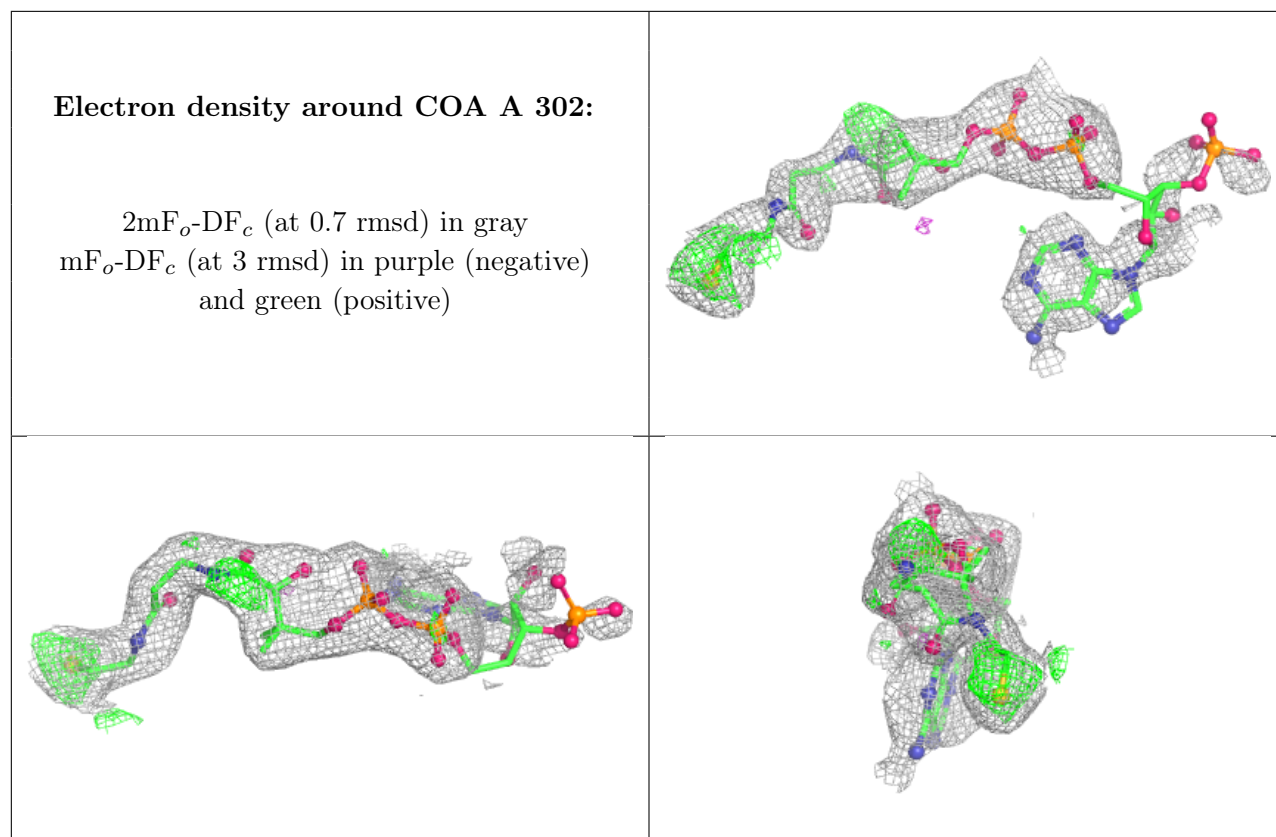 Electron density around COA A 302:
2mFo-DFc (at 0.7 rmsd) in gray
mFo-DFc (at 3 rmsd) in purple (negative)
and green (positive)